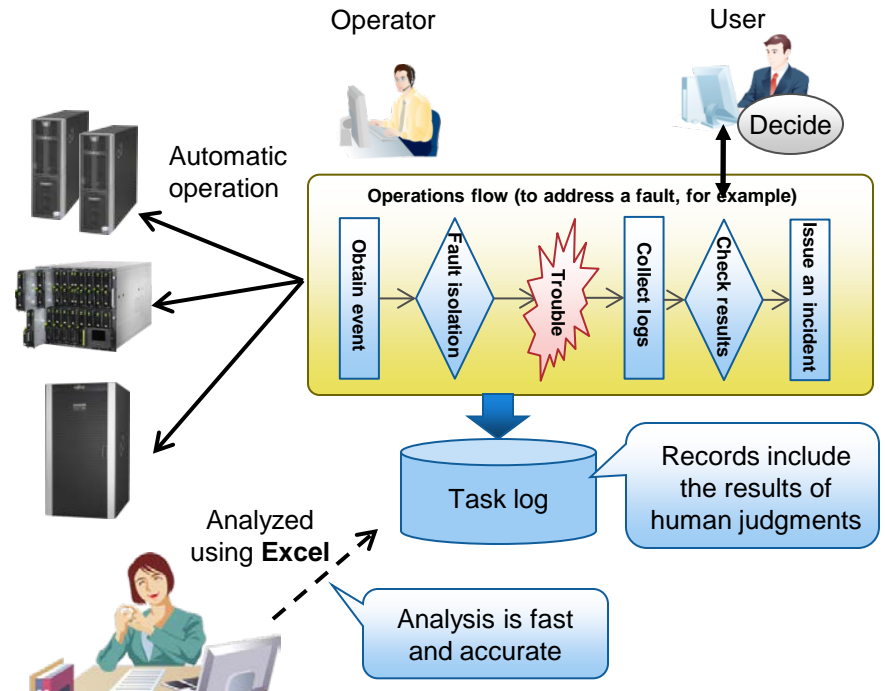 Operator
User
Decide
Automatic
operation
Operations flow (to address a fault, for example)
Obtain
event
Fault isolation
Trouble
Collect
logs
Check
results
Issue an
incident
Task log
Records include
the results of
human judgments
Analyzed
using Excel
Analysis is fast
and accurate